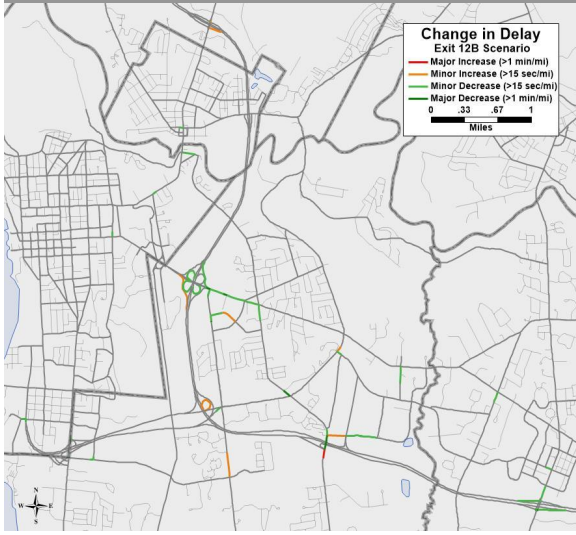 Change in Delay
Exit 12B Scenario
Major Increase (>1 min/mi)
Minor Increase (>15 sec/mi)
Minor Decrease (>15 sec/mi)
Major Decrease (>1 min/mi)
0 .33 .67 1
Miles
N
W E
S